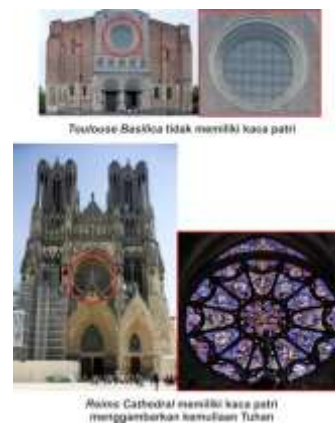 Toulouse Basilica tidak memiliki kaca patri
Reims Cathedral memiliki kaca patri
menggambarkan kemuliaan Tuhan